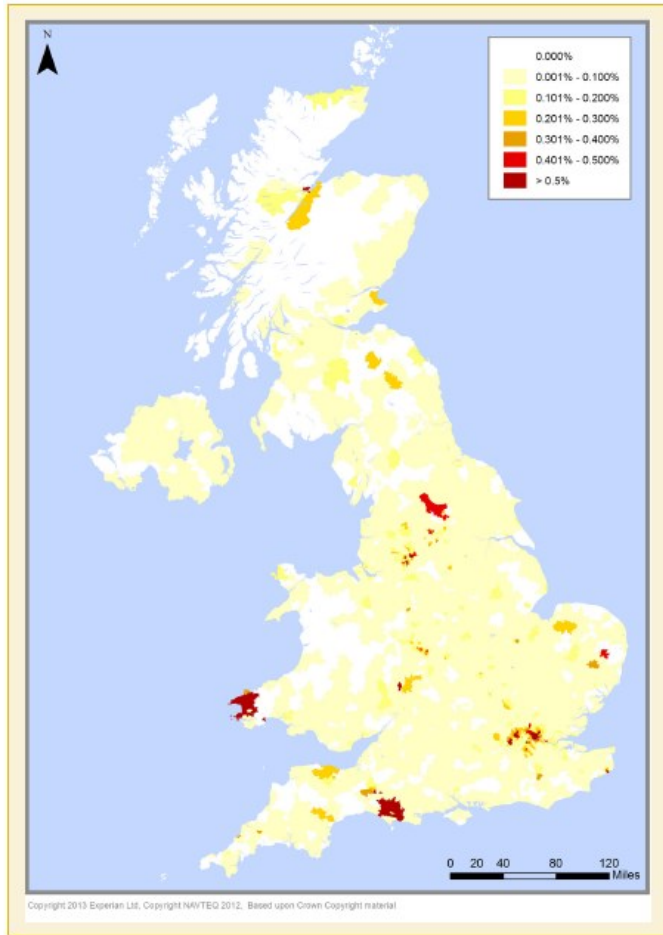 N
0.000%
0.001% - 0.100%
0.101% - 0.200%
0.201% - 0.300%
0.301% - 0.400%
0.401% - 0.500%
> 0.5%
0 20 40 80 120
Miles
Copyright 2013 Experian Ltd, Copyright NAVTEQ 2012, Based upon Crown Copyright material